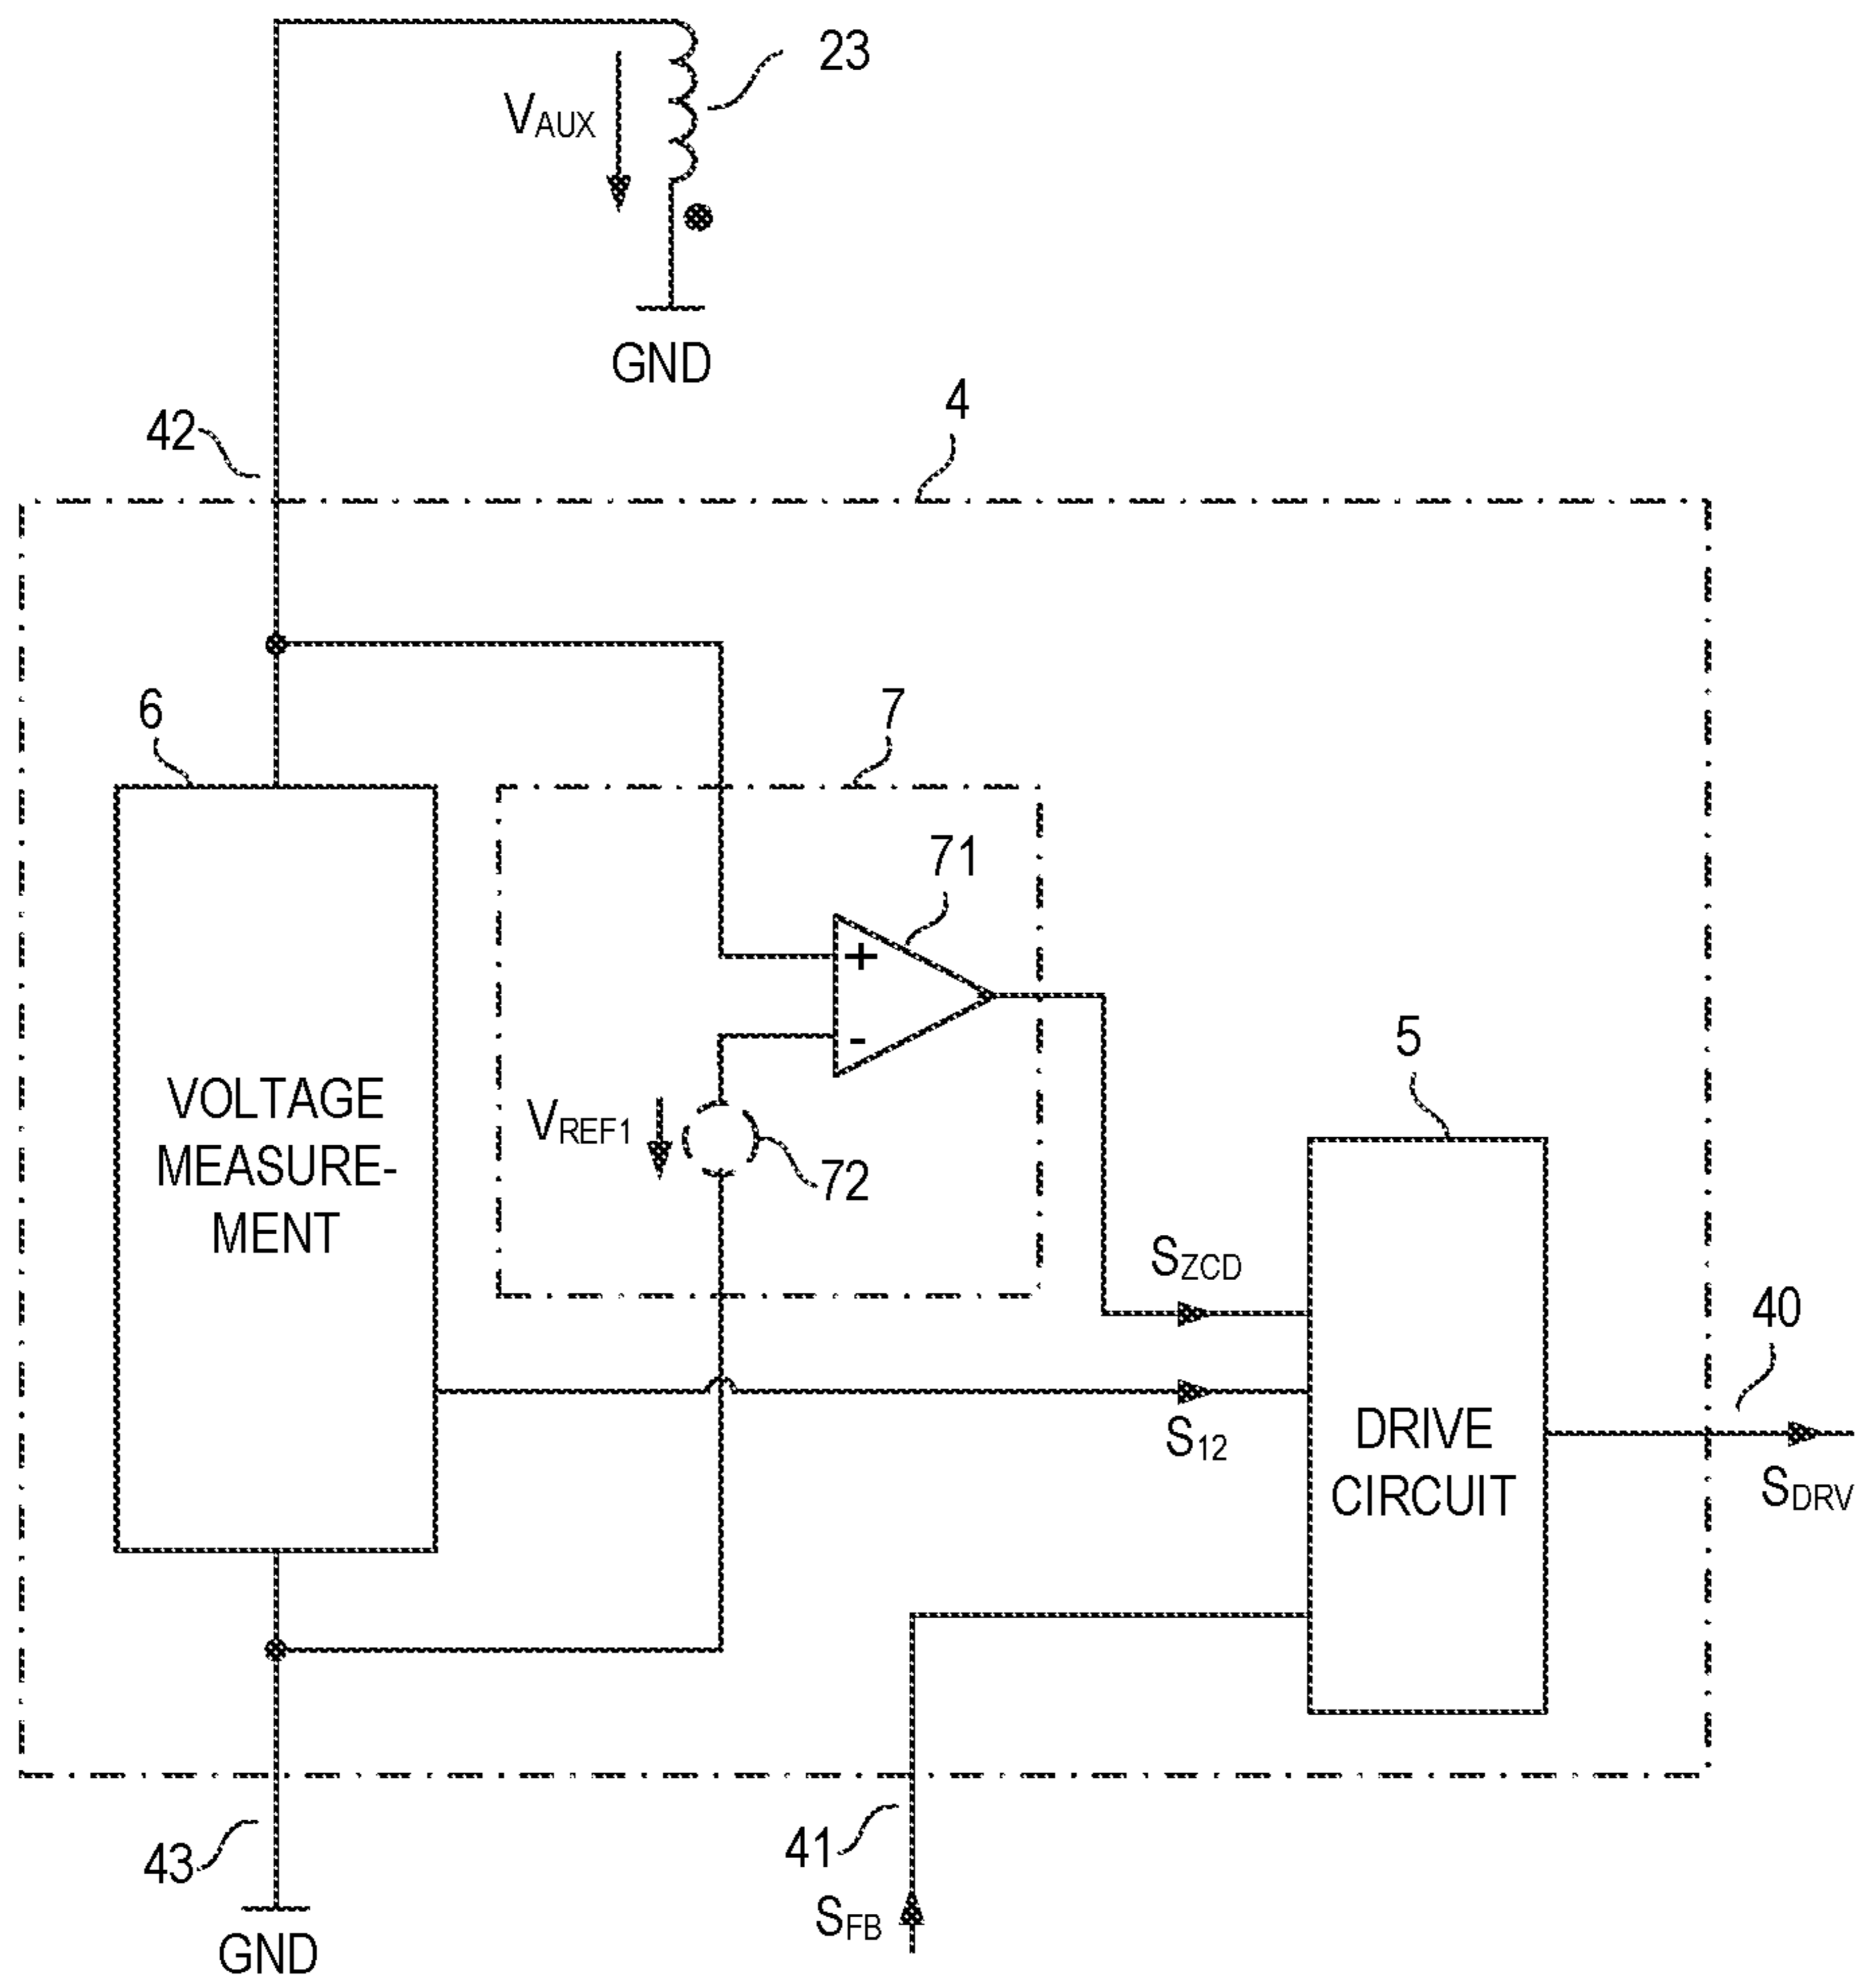 23
VAUX
GND
4
42
6
7
71
+
-
5
VOLTAGE
MEASURE-
MENT
VREF1
72
SZCD
40
S12
DRIVE
CIRCUIT
SDRV
41
43
SFB
GND